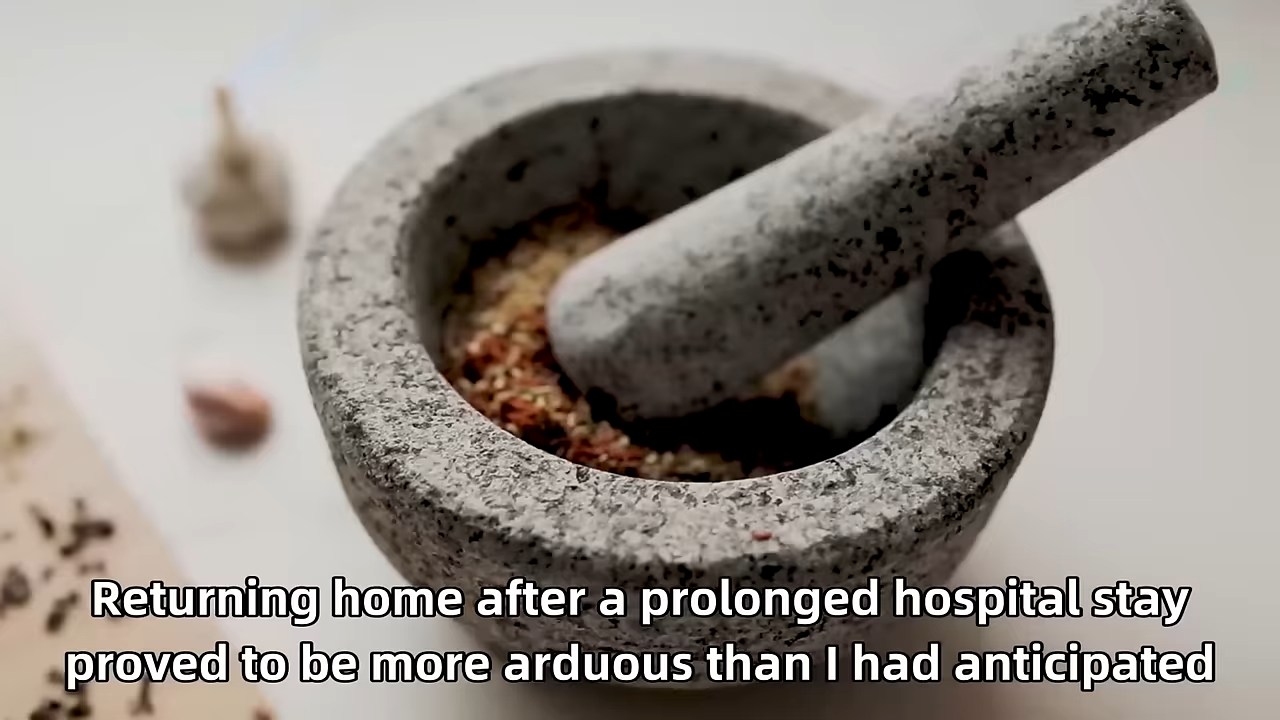 Returning home after a prolonged hospital stay
proved to be more arduous than I had anticipated